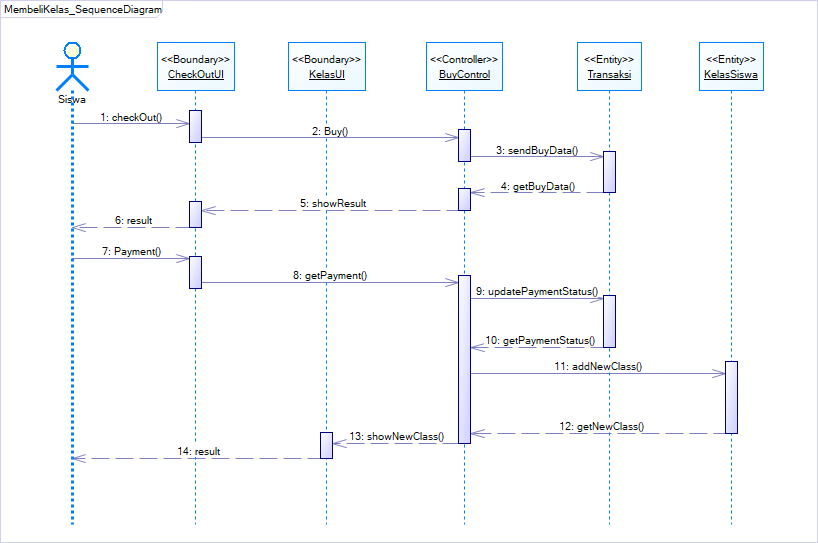 MembeliKelas_SequenceDiagram
<<Boundary>>
CheckOutUI
<<Boundary>>
KelasUI
<<Controller>>
BuyControl
<<Entity>>
Transaksi
<<Entity>>
KelasSiswa
Siswa
1: checkOut()
2: Buy()
3: sendBuyData()
4: getBuyData()
5: showResult
6: result
7: Payment()
8: getPayment()
9: updatePaymentStatus()
10: getPaymentStatus()
11: addNewClass()
12: getNewClass()
13: showNewClass()
14: result